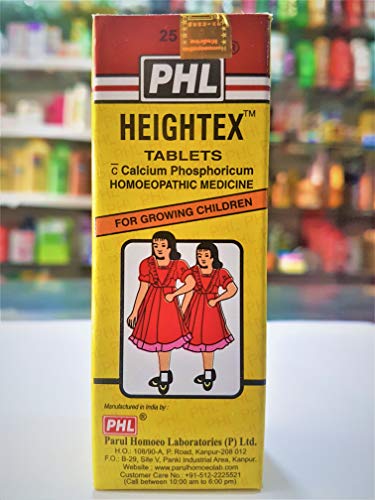 25
®
Homoeopathic
Medicine
PHL
HEIGHTEX™
TABLETS
c̄ Calcium Phosphoricum
HOMOEOPATHIC MEDICINE
FOR GROWING CHILDREN
Manufactured in India by :
PHL®
Parul Homoeo Laboratories (P) Ltd.
H.O.: 108/90-A, P. Road, Kanpur-208 012
F.O.: B-29, Site V, Panki Industrial Area, Kanpur.
Website : www.parulhomoeolab.com
Customer Care No.: +91-512-2225521
(Call between 10:00 am to 6:00 pm)